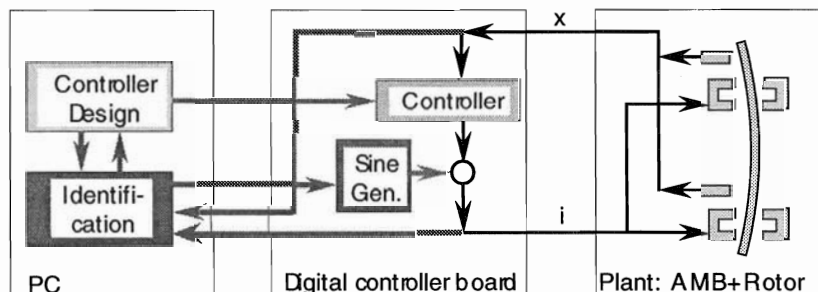 x
Controller
Design
Controller
Sine
Gen.
Identifi-
cation
i
PC
Digital controller board
Plant: AMB+Rotor